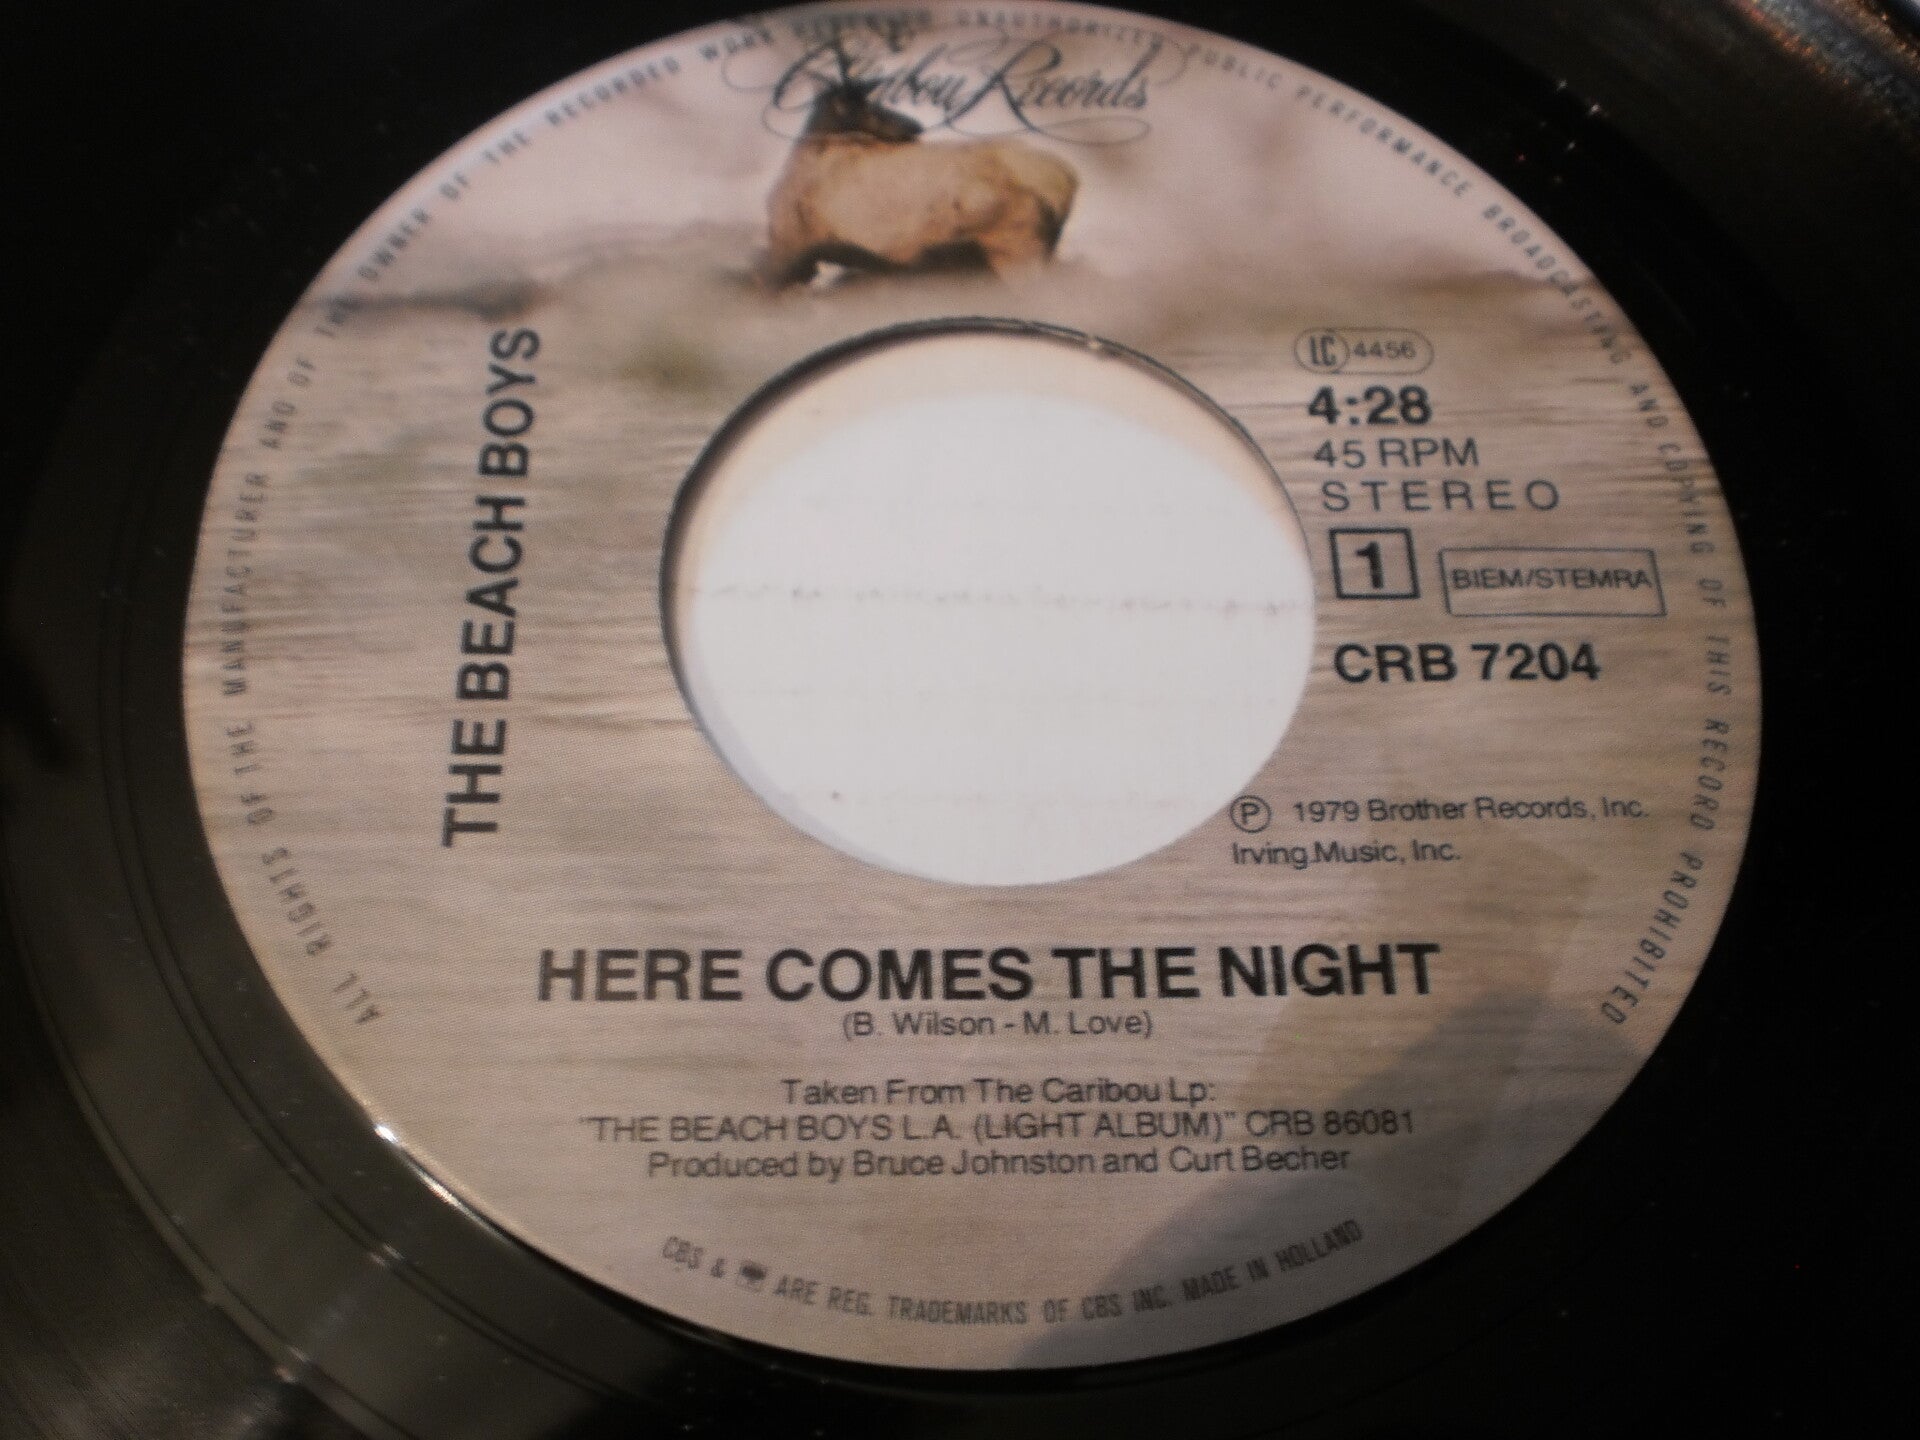 Caribou Records
ALL RIGHTS OF THE MANUFACTURER AND OF THE OWNER OF THE RECORDED WORK RESERVED UNAUTHORIZED PUBLIC PERFORMANCE BROADCASTING AND COPYING OF THIS RECORD PROHIBITED
THE BEACH BOYS
LC 4456
4:28
45 RPM
STEREO
1
BIEM/STEMRA
CRB 7204
℗ 1979 Brother Records, Inc.
Irving Music, Inc.
HERE COMES THE NIGHT
(B. Wilson - M. Love)
Taken From The Caribou Lp:
"THE BEACH BOYS L.A. (LIGHT ALBUM)" CRB 86081
Produced by Bruce Johnston and Curt Becher
CBS & ARE REG. TRADEMARKS OF CBS INC. MADE IN HOLLAND